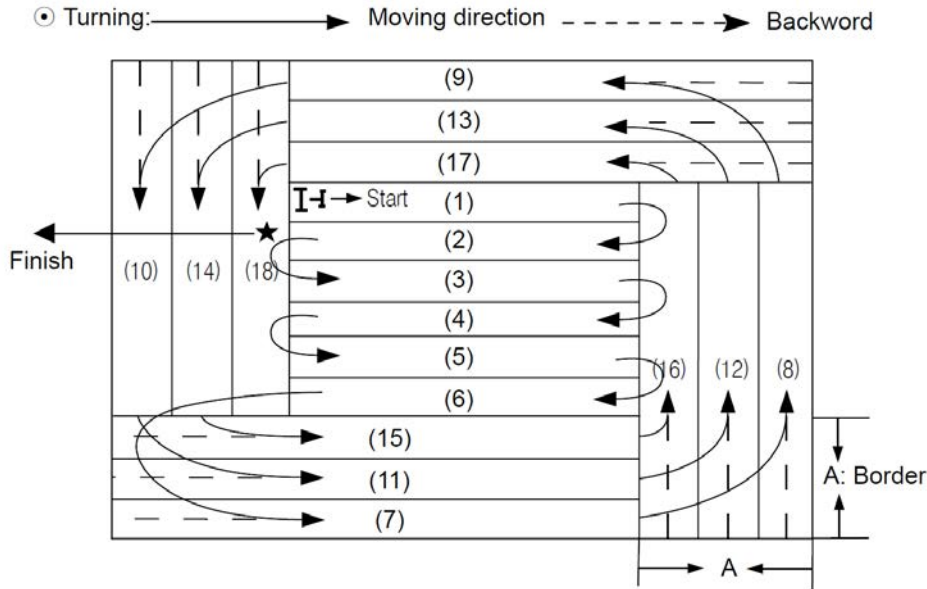 ⊙ Turning: Moving direction Backword
(9)
(13)
(17)
Start (1)
(2)
Finish
(10) (14) (18) (3)
(4)
(5)
(16) (12) (8)
(6)
(15)
(11)
A: Border
(7)
A